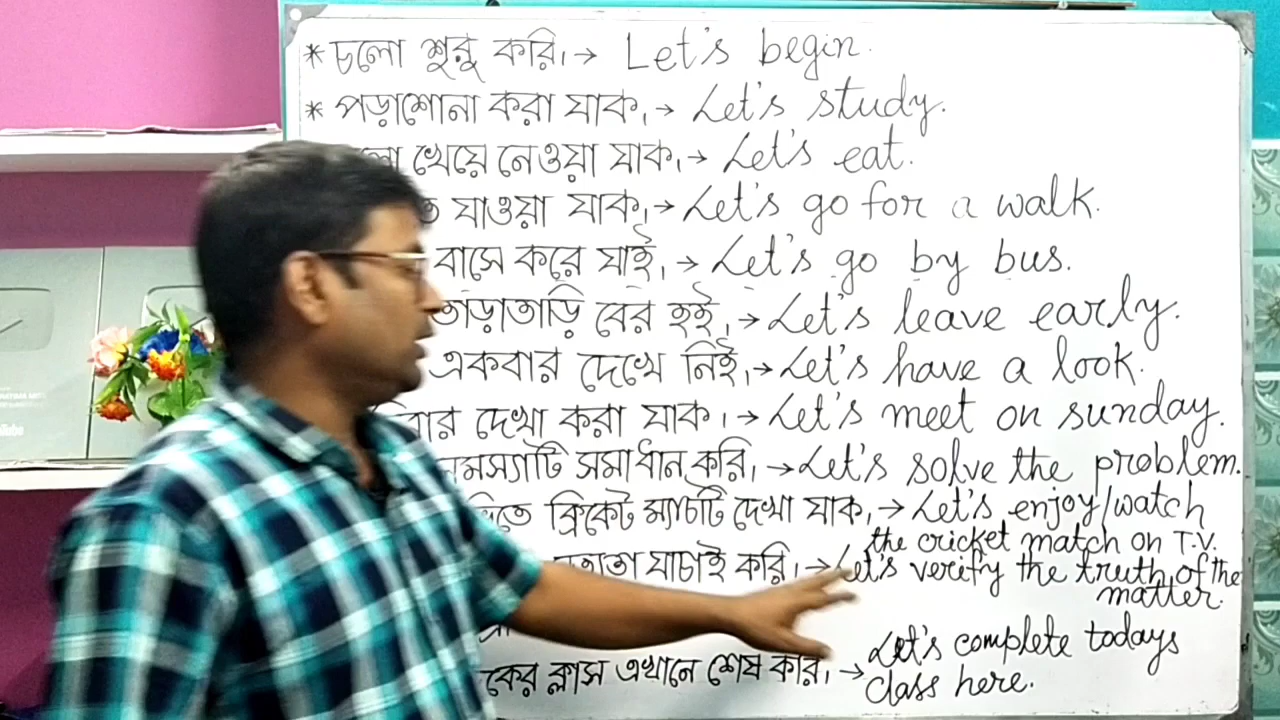 * চলো শুরু করি।→ Let's begin.
* পড়াশোনা করা যাক।→ Let's study.
খেয়ে নেওয়া যাক।→ Let's eat.
যাওয়া যাক।→ Let's go for a walk.
বাসে করে যাই।→ Let's go by bus.
তাড়াতাড়ি বের হই।→ Let's leave early.
একবার দেখে নিই।→ Let's have a look.
দেখা করা যাক।→ Let's meet on sunday.
সমাধান করি।→ Let's solve the problem.
ক্রিকেট ম্যাচটি দেখা যাক।→ Let's enjoy/watch
the cricket match on T.V.
যাচাই করি।→ Let's verify the truth of the
matter.
ক্লাস এখানে শেষ করি।→ Let's complete todays
class here.